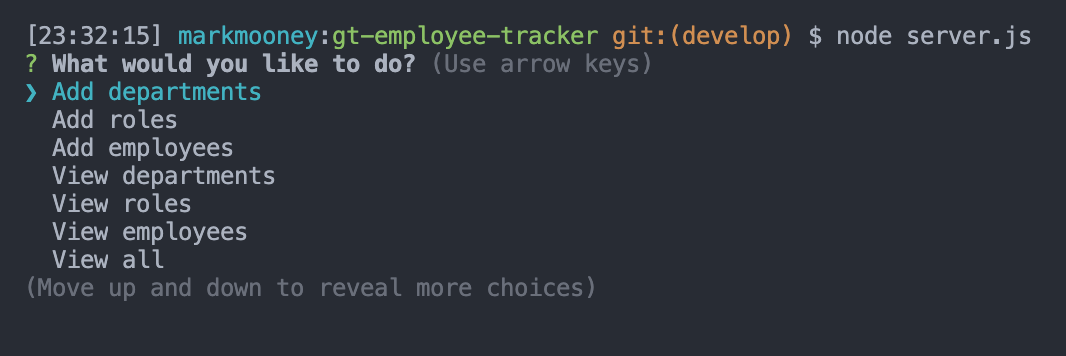 [23:32:15] markmooney:gt-employee-tracker git:(develop) $ node server.js
? What would you like to do? (Use arrow keys)
❯ Add departments
Add roles
Add employees
View departments
View roles
View employees
View all
(Move up and down to reveal more choices)